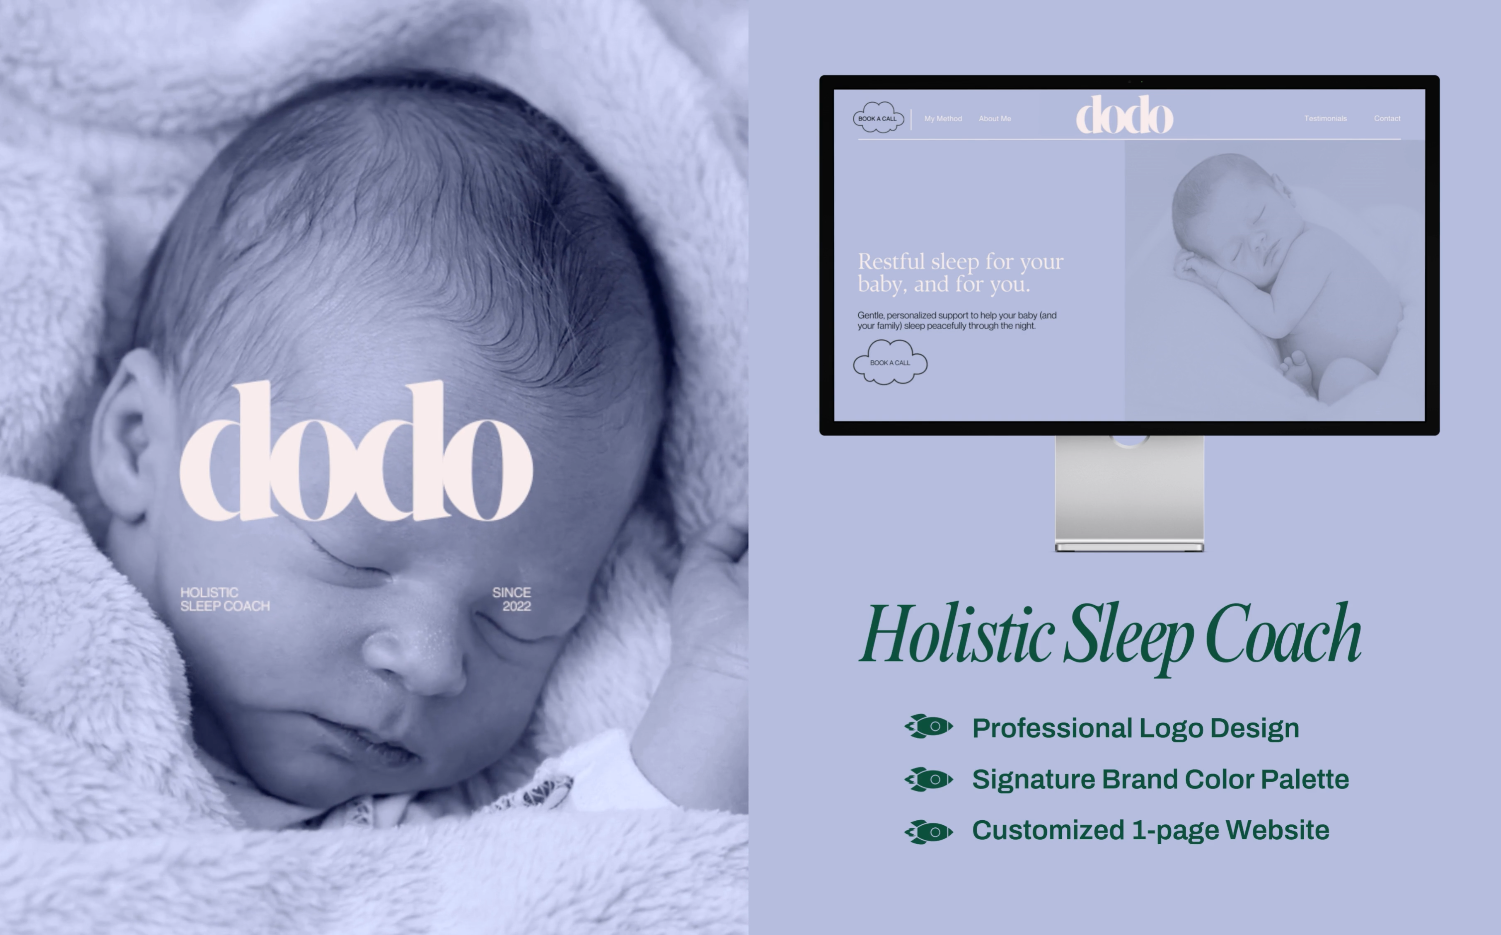 dodo
HOLISTIC
SLEEP COACH
SINCE
2022
BOOK A CALL
My Method
About Me
dodo
Testimonials
Contact
Restful sleep for your
baby, and for you.
Gentle, personalized support to help your baby (and
your family) sleep peacefully through the night.
BOOK A CALL
Holistic Sleep Coach
Professional Logo Design
Signature Brand Color Palette
Customized 1-page Website